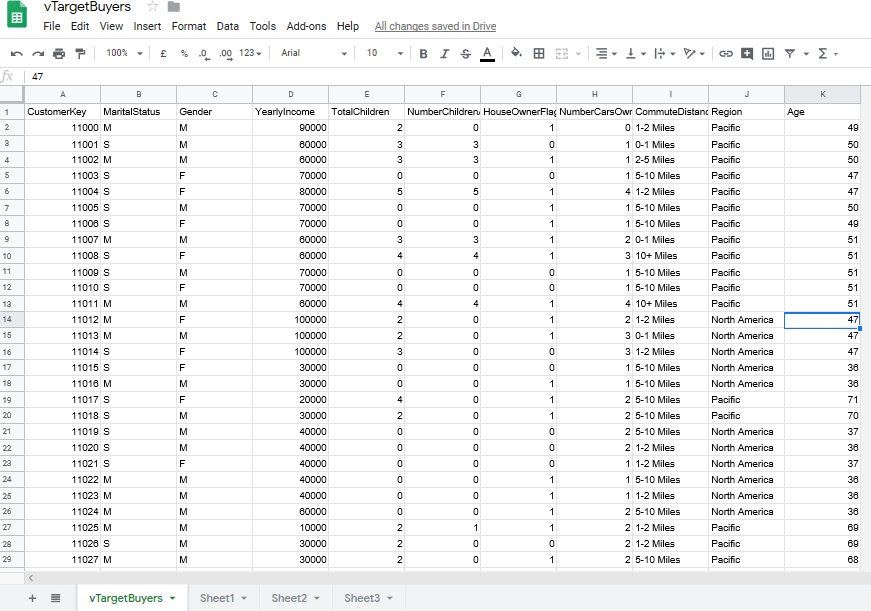 vTargetBuyers
File Edit View Insert Format Data Tools Add-ons Help All changes saved in Drive
100% £ % .0 .00 123 Arial 10 B I S A
fx 47
A B C D E F G H I J K
1 CustomerKey MaritalStatus Gender YearlyIncome TotalChildren NumberChildren HouseOwnerFlag NumberCarsOwn CommuteDistanc Region Age
2 11000 M M 90000 2 0 1 0 1-2 Miles Pacific 49
3 11001 S M 60000 3 3 0 1 0-1 Miles Pacific 50
4 11002 M M 60000 3 3 1 1 2-5 Miles Pacific 50
5 11003 S F 70000 0 0 0 1 5-10 Miles Pacific 47
6 11004 S F 80000 5 5 1 4 1-2 Miles Pacific 47
7 11005 S M 70000 0 0 1 1 5-10 Miles Pacific 50
8 11006 S F 70000 0 0 1 1 5-10 Miles Pacific 49
9 11007 M M 60000 3 3 1 2 0-1 Miles Pacific 51
10 11008 S F 60000 4 4 1 3 10+ Miles Pacific 51
11 11009 S M 70000 0 0 0 1 5-10 Miles Pacific 51
12 11010 S F 70000 0 0 0 1 5-10 Miles Pacific 51
13 11011 M M 60000 4 4 1 4 10+ Miles Pacific 51
14 11012 M F 100000 2 0 1 2 1-2 Miles North America 47
15 11013 M M 100000 2 0 1 3 0-1 Miles North America 47
16 11014 S F 100000 3 0 0 3 1-2 Miles North America 47
17 11015 S F 30000 0 0 0 1 5-10 Miles North America 36
18 11016 M M 30000 0 0 1 1 5-10 Miles North America 36
19 11017 S F 20000 4 0 1 2 5-10 Miles Pacific 71
20 11018 S M 30000 2 0 1 2 5-10 Miles Pacific 70
21 11019 S M 40000 0 0 0 2 5-10 Miles North America 37
22 11020 S M 40000 0 0 0 2 1-2 Miles North America 36
23 11021 S F 40000 0 0 0 1 1-2 Miles North America 37
24 11022 M M 40000 0 0 1 1 5-10 Miles North America 36
25 11023 M M 40000 0 0 1 1 1-2 Miles North America 36
26 11024 M M 60000 0 0 1 2 5-10 Miles North America 36
27 11025 M M 10000 2 1 1 2 1-2 Miles Pacific 69
28 11026 S M 30000 2 0 0 2 1-2 Miles Pacific 69
29 11027 M M 30000 2 0 1 2 5-10 Miles Pacific 68
vTargetBuyers Sheet1 Sheet2 Sheet3